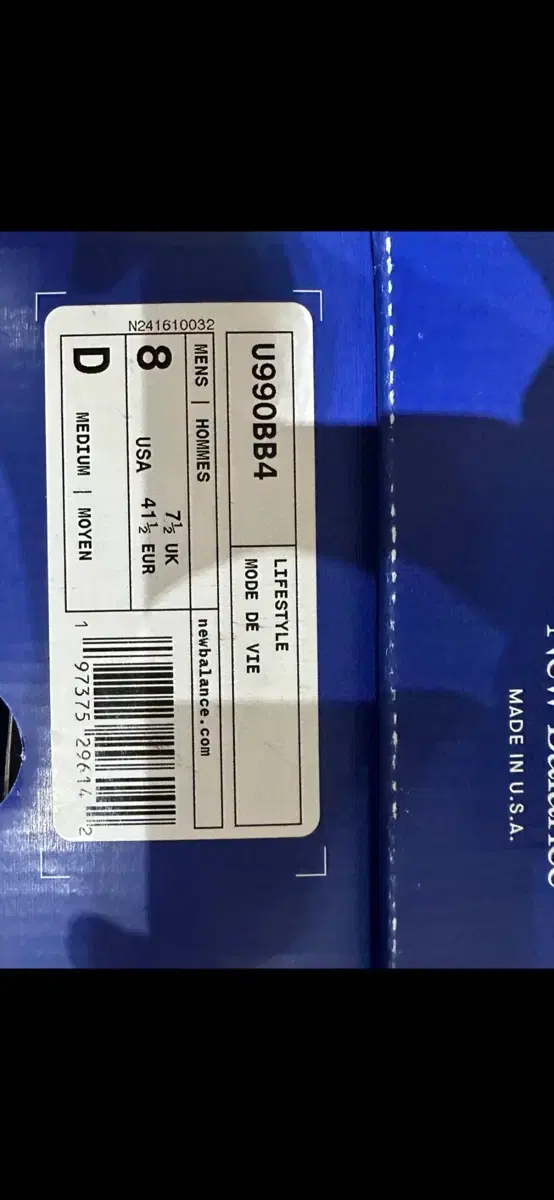 U990BB4
LIFESTYLE
MODE DE VIE
N241610032
MENS | HOMMES
newbalance.com
8
USA
7½ UK
41½ EUR
D
MEDIUM | MOYEN
1 97375 29614 2
MADE IN U.S.A.